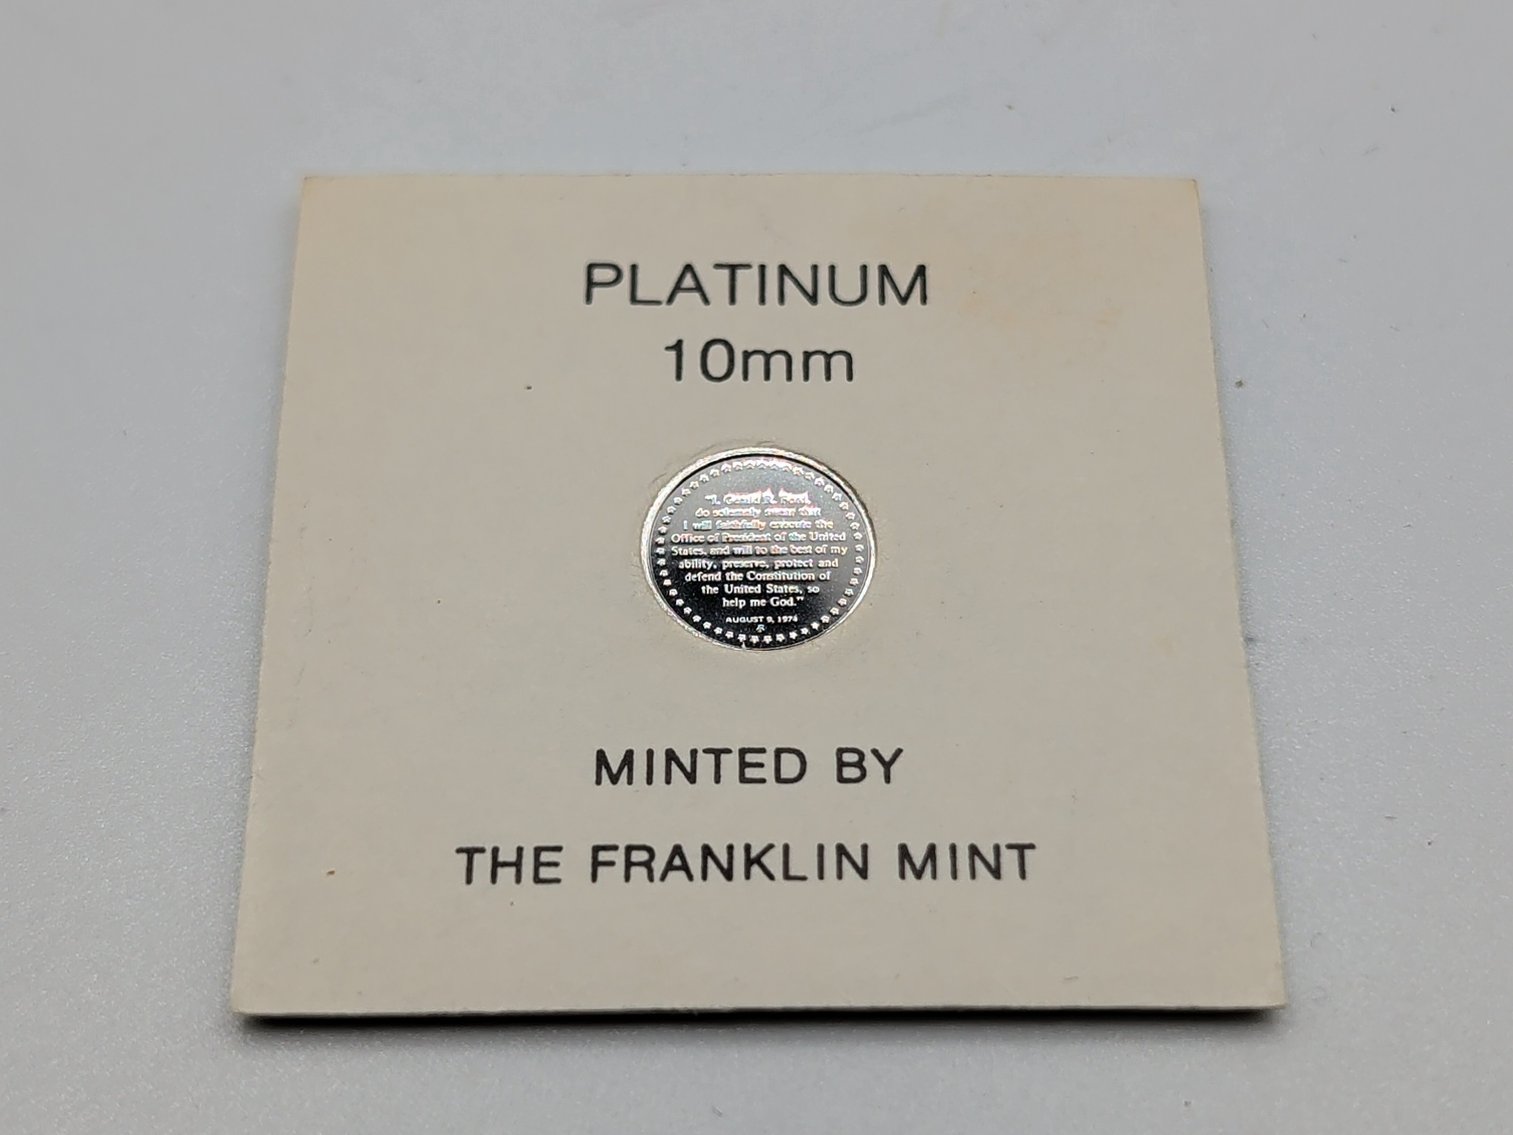 PLATINUM
10mm
"I, Gerald R. Ford,
do solemnly swear that
I will faithfully execute the
Office of President of the United
States, and will to the best of my
ability, preserve, protect and
defend the Constitution of
the United States, so
help me God."
AUGUST 9, 1974
MINTED BY
THE FRANKLIN MINT